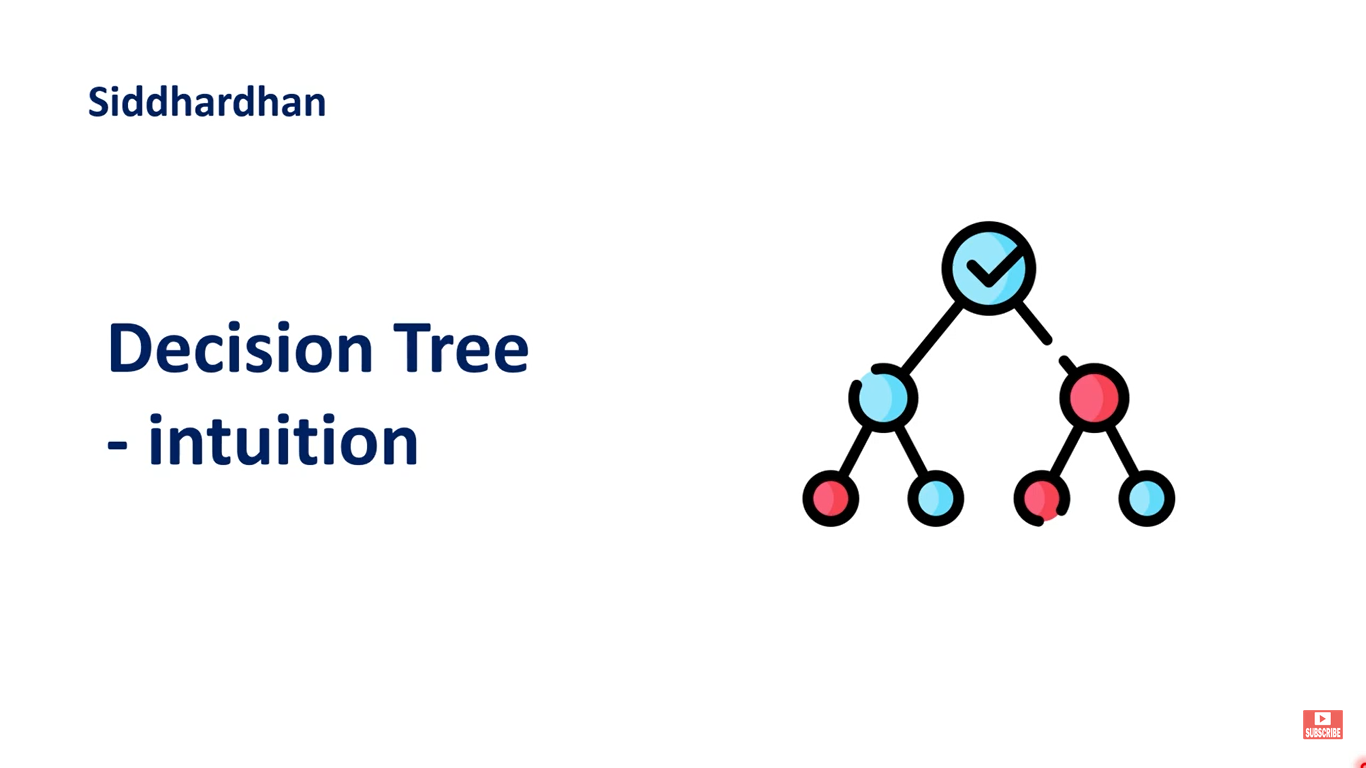 Siddhardhan
Decision Tree
- intuition
SUBSCRIBE